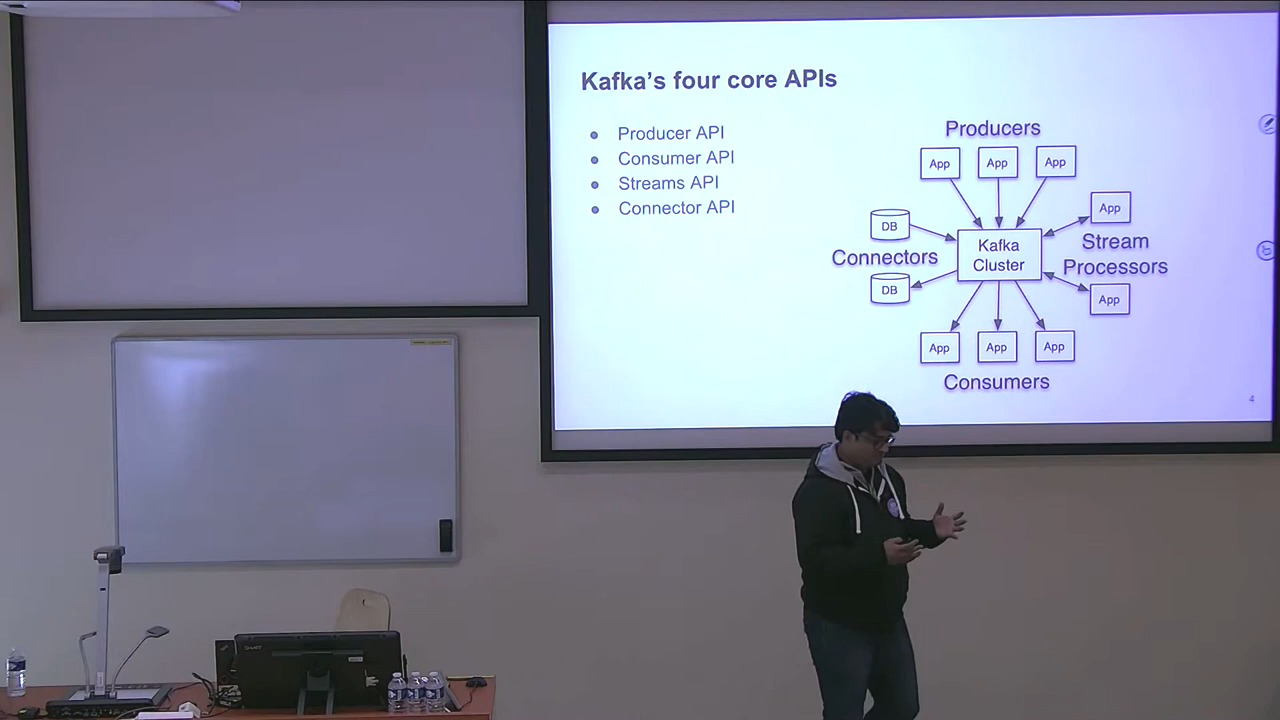 Kafka's four core APIs
Producer API
Consumer API
Streams API
Connector API
Producers
App App App
App
DB
Kafka
Cluster
Stream
Processors
Connectors
DB
App
App App App
Consumers
4